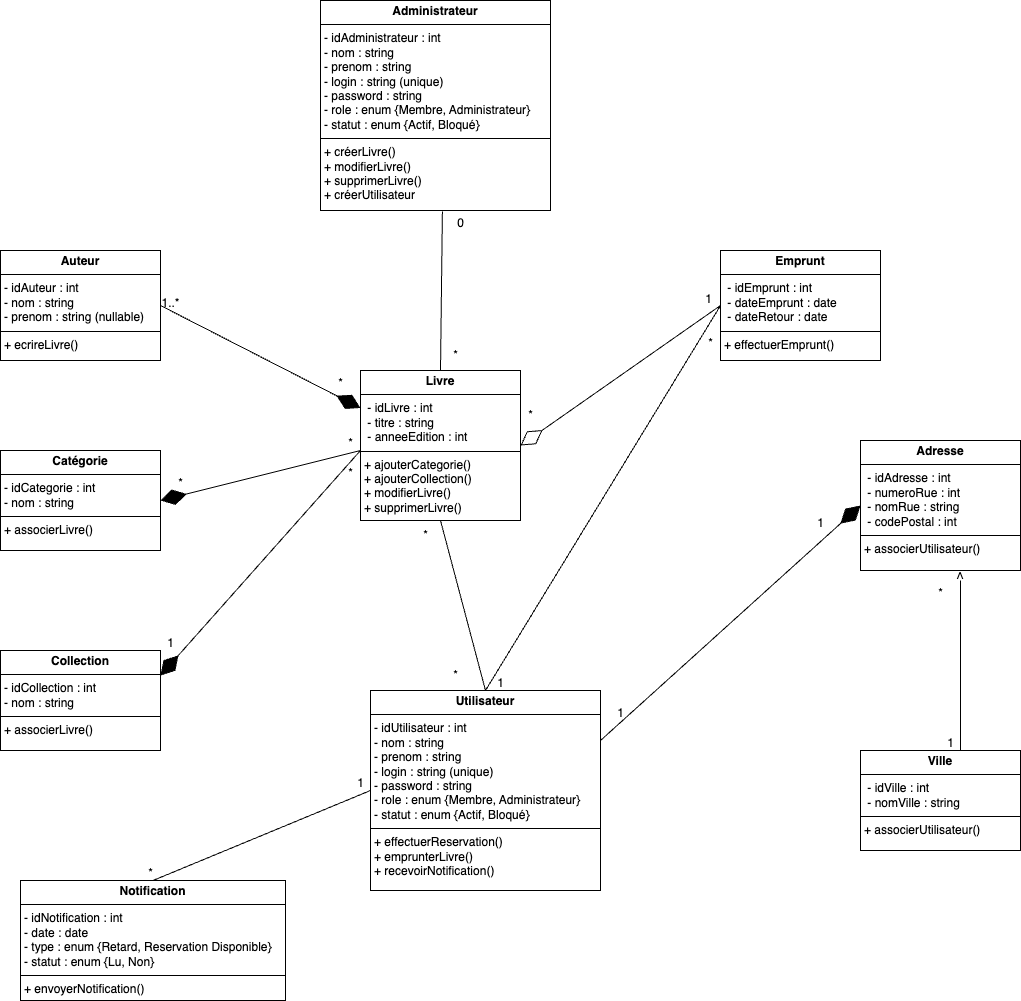 Administrateur
- idAdministrateur : int
- nom : string
- prenom : string
- login : string (unique)
- password : string
- role : enum {Membre, Administrateur}
- statut : enum {Actif, Bloqué}
+ créerLivre()
+ modifierLivre()
+ supprimerLivre()
+ créerUtilisateur
0
*
Auteur
- idAuteur : int
- nom : string
- prenom : string (nullable)
+ ecrireLivre()
1..*
*
Emprunt
- idEmprunt : int
- dateEmprunt : date
- dateRetour : date
+ effectuerEmprunt()
1
*
*
Livre
- idLivre : int
- titre : string
- anneeEdition : int
+ ajouterCategorie()
+ ajouterCollection()
+ modifierLivre()
+ supprimerLivre()
*
*
*
Catégorie
- idCategorie : int
- nom : string
+ associerLivre()
*
Adresse
- idAdresse : int
- numeroRue : int
- nomRue : string
- codePostal : int
+ associerUtilisateur()
1
*
Collection
- idCollection : int
- nom : string
+ associerLivre()
1
*
1
Utilisateur
- idUtilisateur : int
- nom : string
- prenom : string
- login : string (unique)
- password : string
- role : enum {Membre, Administrateur}
- statut : enum {Actif, Bloqué}
+ effectuerReservation()
+ emprunterLivre()
+ recevoirNotification()
1
1
1
Ville
- idVille : int
- nomVille : string
+ associerUtilisateur()
*
Notification
- idNotification : int
- date : date
- type : enum {Retard, Reservation Disponible}
- statut : enum {Lu, Non}
+ envoyerNotification()